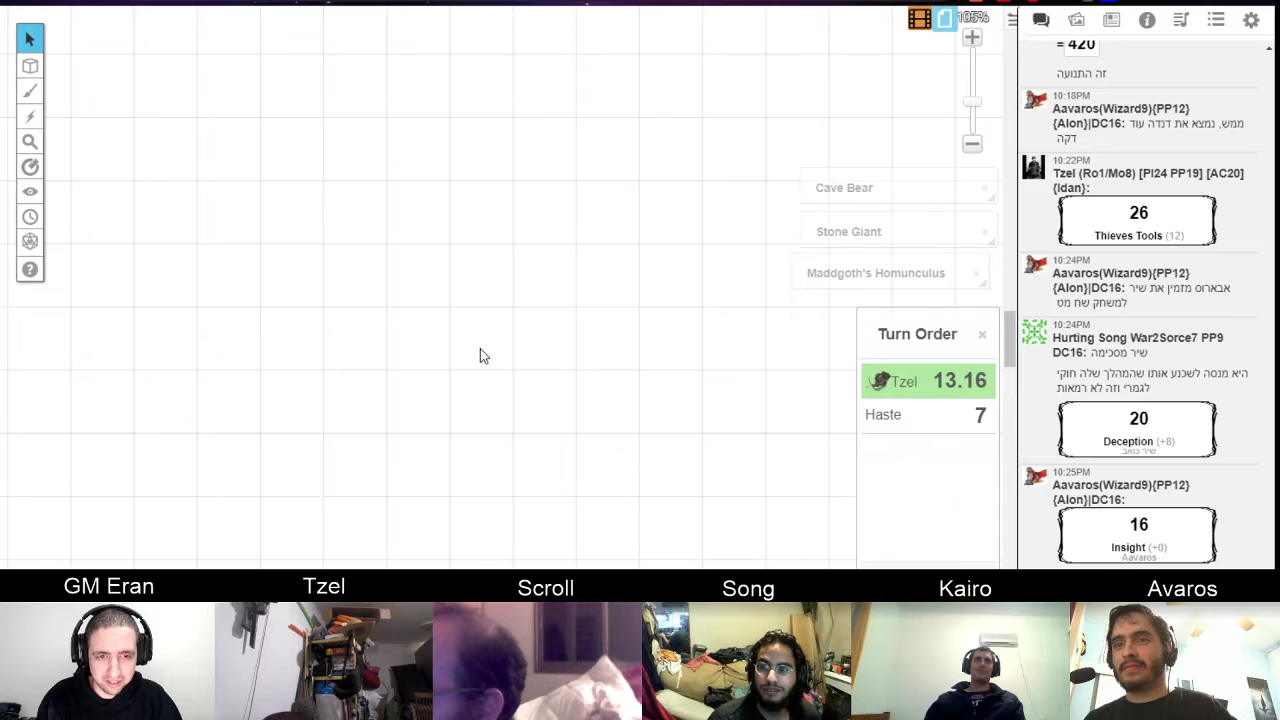 105%
Cave Bear
Stone Giant
Maddgoth's Homunculus
Turn Order
Tzel 13.16
Haste 7
= 420
זה התנועה
10:18PM
Aavaros(Wizard9){PP12}
{Alon}|DC16: ממש, נמצא את דנדה עוד
דקה
10:22PM
Tzel (Ro1/Mo8) [PI24 PP19] [AC20]
{Idan}:
26
Thieves Tools (12)
10:24PM
Aavaros(Wizard9){PP12}
{Alon}|DC16: אבארוס מזמין את שיר
למשחק שח מט
10:24PM
Hurting Song War2Sorce7 PP9
DC16: שיר מסכימה
היא מנסה לשכנע אותו שהמהלך שלה חוקי
לגמרי וזה לא רמאות
20
Deception (+8)
שיר כואב
10:25PM
Aavaros(Wizard9){PP12}
{Alon}|DC16:
16
Insight (+0)
Aavaros
GM Eran
Tzel
Scroll
Song
Kairo
Avaros